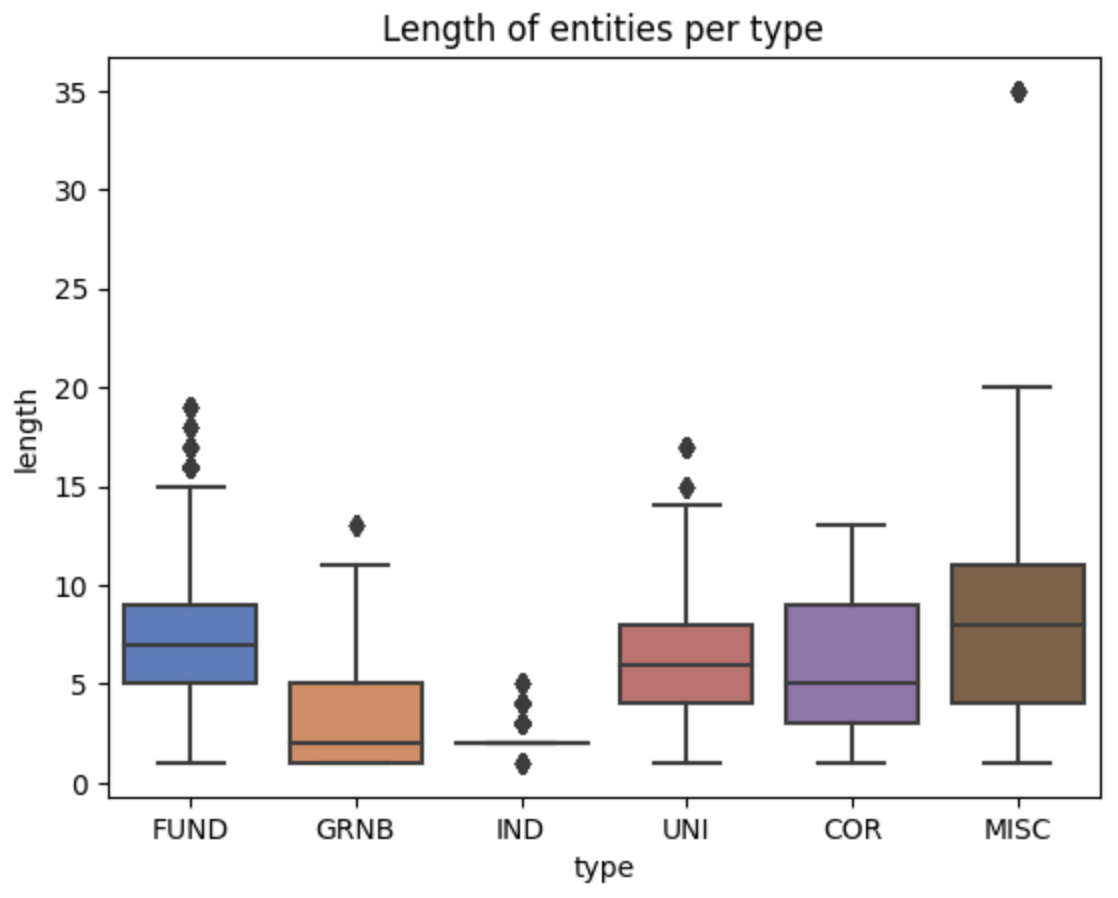 Length of entities per type
35
30
25
20
15
10
5
0
length
FUND GRNB IND UNI COR MISC
type